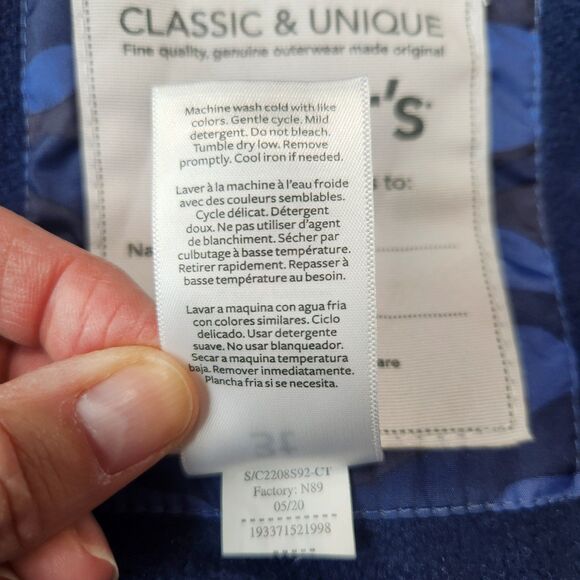 CLASSIC & UNIQUE
Fine quality, genuine outerwear made original
's
to:
Machine wash cold with like
colors. Gentle cycle. Mild
detergent. Do not bleach.
Tumble dry low. Remove
promptly. Cool iron if needed.
Laver à la machine à l'eau froide
avec des couleurs semblables.
Cycle délicat. Détergent
doux. Ne pas utiliser d'agent
de blanchiment. Sécher par
culbutage à basse température.
Retirer rapidement. Repasser à
basse température au besoin.
Lavar a maquina con agua fria
con colores similares. Ciclo
delicado. Usar detergente
suave. No usar blanqueador.
Secar a maquina temperatura
baja. Remover inmediatamente.
Plancha fria si se necesita.
S/C2208S92-CT
Factory: N89
05/20
193371521998